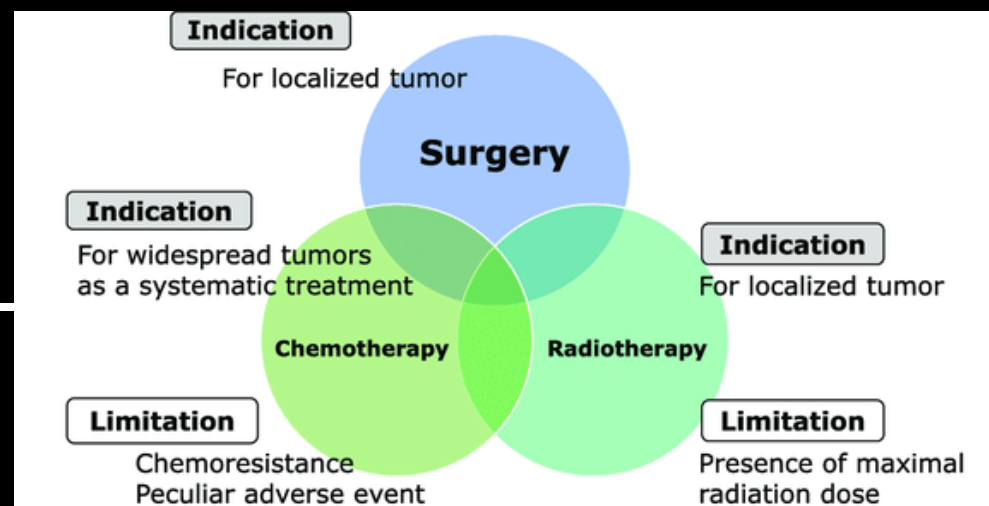 Indication
For localized tumor
Surgery
Indication
For widespread tumors
as a systematic treatment
Indication
For localized tumor
Chemotherapy
Radiotherapy
Limitation
Chemoresistance
Peculiar adverse event
Limitation
Presence of maximal
radiation dose